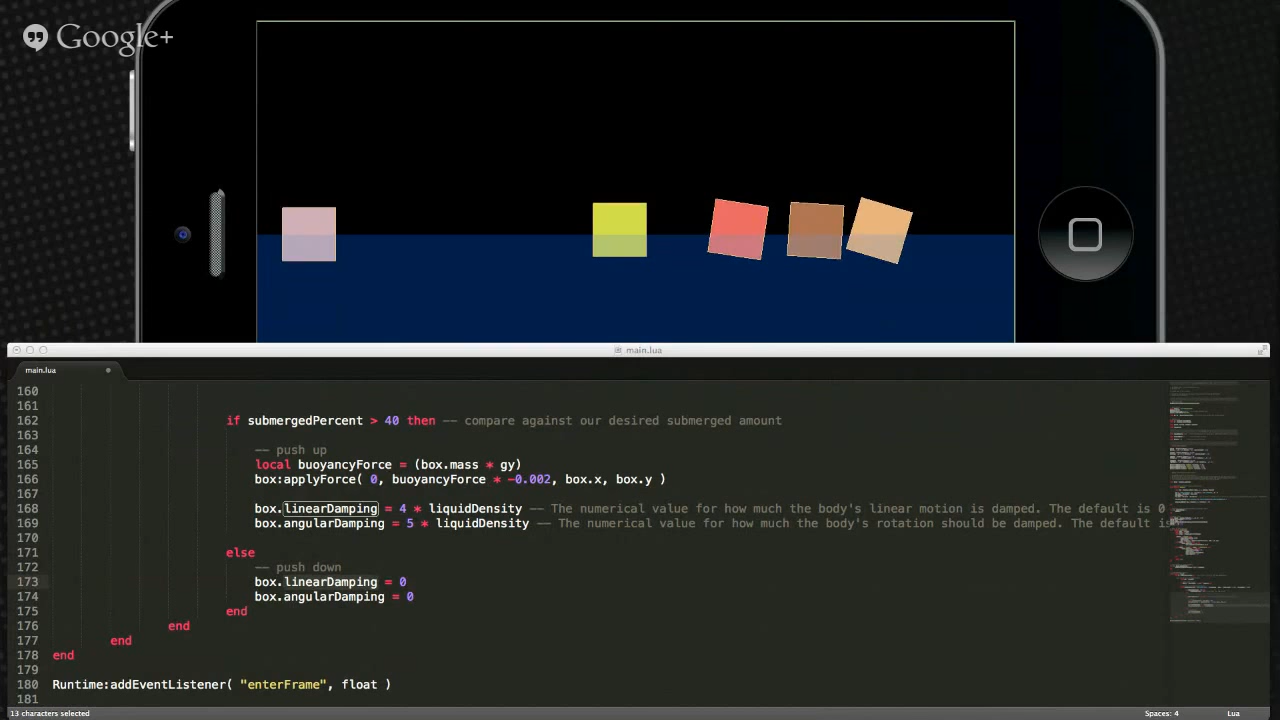 Google+
main.lua
main.lua
160
161
162 if submergedPercent > 40 then -- compare against our desired submerged amount
163
164 -- push up
165 local buoyancyForce = (box.mass * gy)
166 box:applyForce( 0, buoyancyForce * -0.002, box.x, box.y )
167
168 box.linearDamping = 4 * liquidDensity -- The numerical value for how much the body's linear motion is damped. The default is 0
169 box.angularDamping = 5 * liquidDensity -- The numerical value for how much the body's rotation should be damped. The default is
170
171 else
172 -- push down
173 box.linearDamping = 0
174 box.angularDamping = 0
175 end
176 end
177 end
178 end
179
180 Runtime:addEventListener( "enterFrame", float )
181
13 characters selected Spaces: 4 Lua